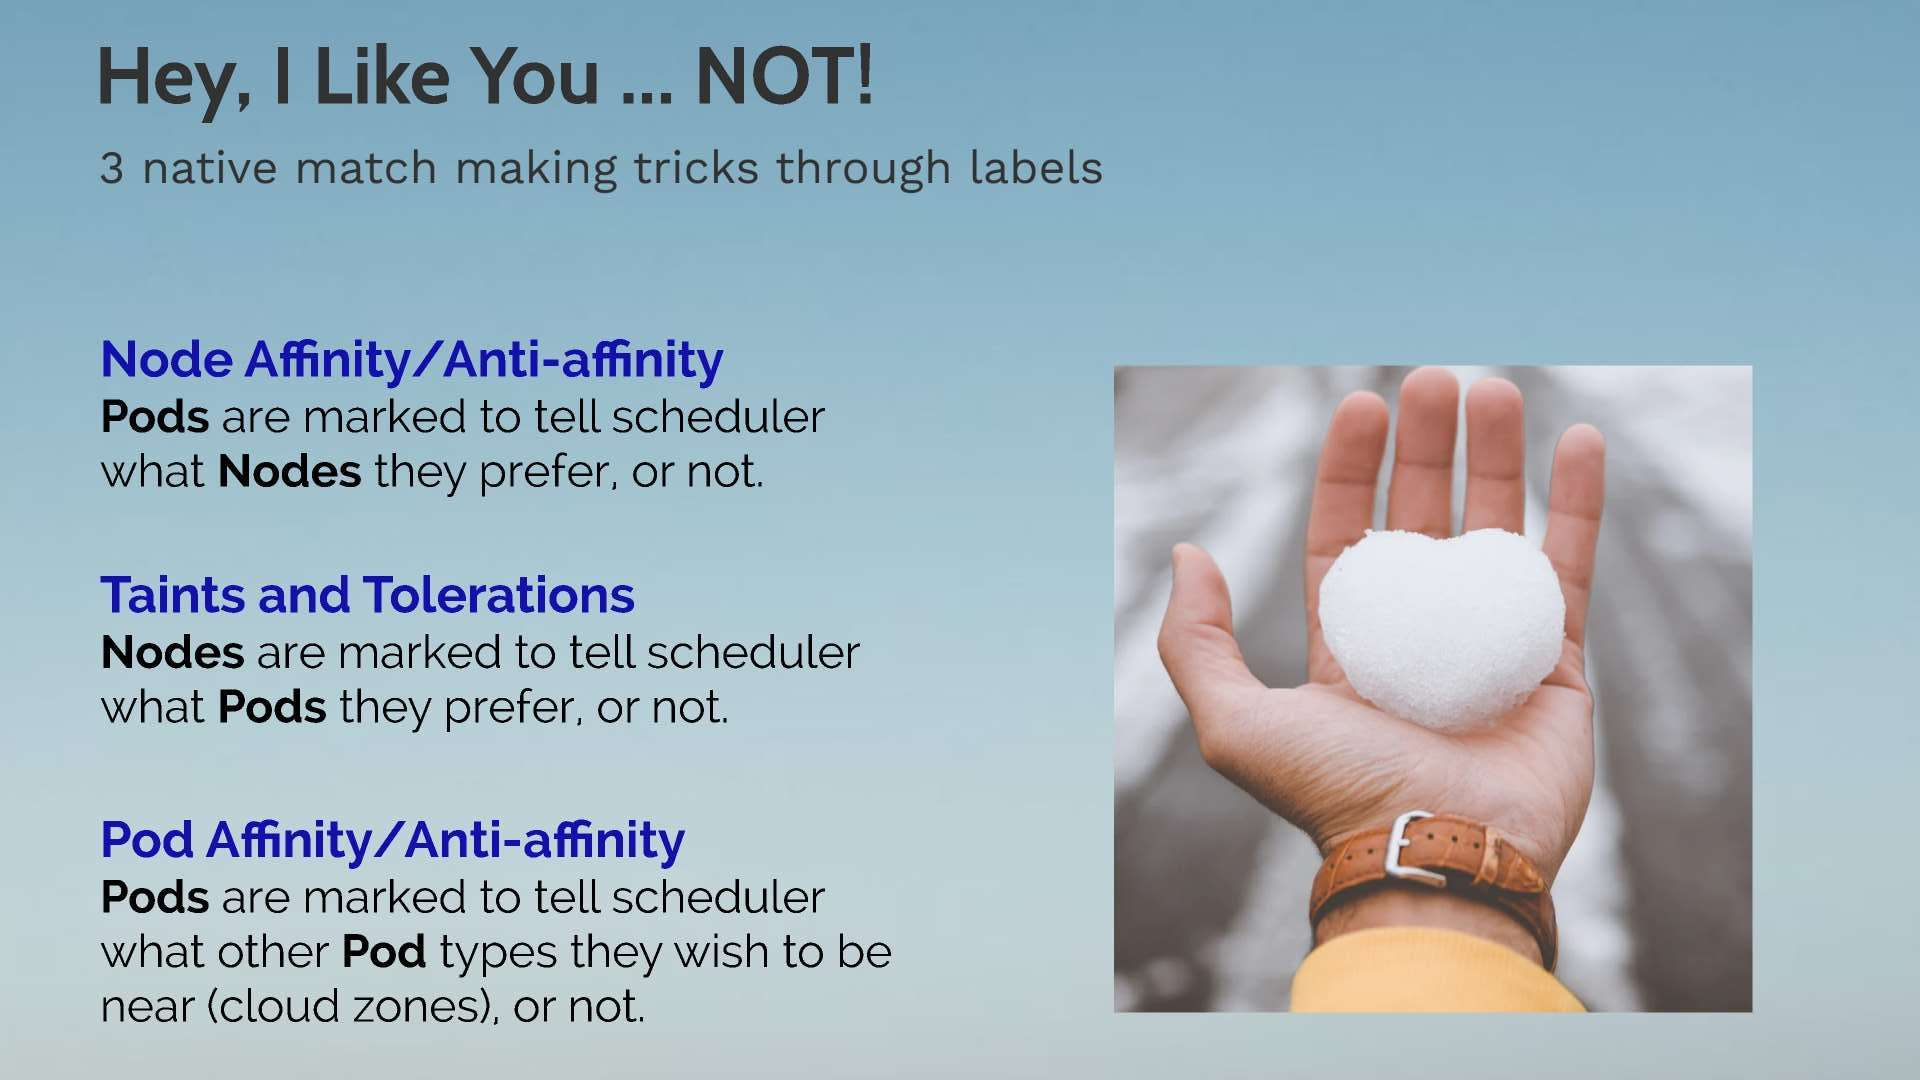 Hey, I Like You ... NOT!
3 native match making tricks through labels
Node Affinity/Anti-affinity
Pods are marked to tell scheduler
what Nodes they prefer, or not.
Taints and Tolerations
Nodes are marked to tell scheduler
what Pods they prefer, or not.
Pod Affinity/Anti-affinity
Pods are marked to tell scheduler
what other Pod types they wish to be
near (cloud zones), or not.